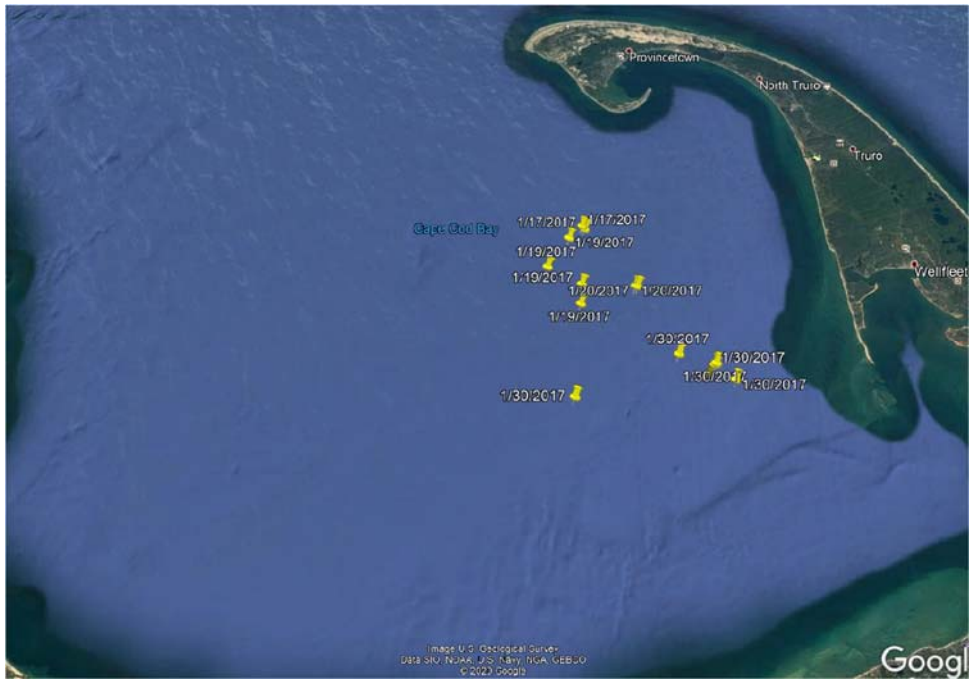 Provincetown
North Truro
Truro
1/17/2017
1/17/2017
Cape Cod Bay
1/19/2017
1/19/2017
Wellfleet
1/19/2017
1/20/2017
1/20/2017
1/19/2017
1/30/2017
1/30/2017
1/30/2017
1/30/2017
1/30/2017
Image U.S. Geological Survey
Data SIO, NOAA, U.S. Navy, NGA, GEBCO
© 2023 Google
Googl